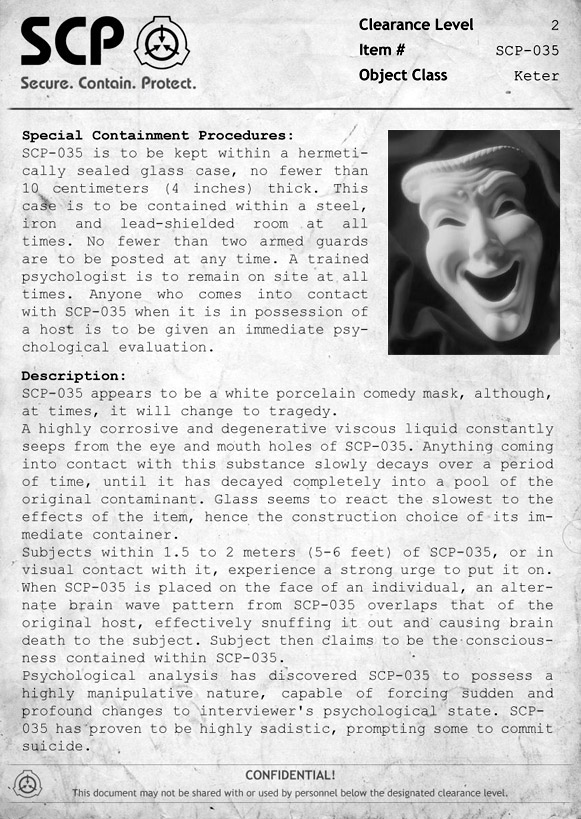 SCP
Secure. Contain. Protect.
Clearance Level 2
Item # SCP-035
Object Class Keter
Special Containment Procedures:
SCP-035 is to be kept within a hermeti-
cally sealed glass case, no fewer than
10 centimeters (4 inches) thick. This
case is to be contained within a steel,
iron and lead-shielded room at all
times. No fewer than two armed guards
are to be posted at any time. A trained
psychologist is to remain on site at all
times. Anyone who comes into contact
with SCP-035 when it is in possession of
a host is to be given an immediate psy-
chological evaluation.
Description:
SCP-035 appears to be a white porcelain comedy mask, although,
at times, it will change to tragedy.
A highly corrosive and degenerative viscous liquid constantly
seeps from the eye and mouth holes of SCP-035. Anything coming
into contact with this substance slowly decays over a period
of time, until it has decayed completely into a pool of the
original contaminant. Glass seems to react the slowest to the
effects of the item, hence the construction choice of its im-
mediate container.
Subjects within 1.5 to 2 meters (5-6 feet) of SCP-035, or in
visual contact with it, experience a strong urge to put it on.
When SCP-035 is placed on the face of an individual, an alter-
nate brain wave pattern from SCP-035 overlaps that of the
original host, effectively snuffing it out and causing brain
death to the subject. Subject then claims to be the conscious-
ness contained within SCP-035.
Psychological analysis has discovered SCP-035 to possess a
highly manipulative nature, capable of forcing sudden and
profound changes to interviewer's psychological state. SCP-
035 has proven to be highly sadistic, prompting some to commit
suicide.
CONFIDENTIAL!
This document may not be shared with or used by personnel below the designated clearance level.